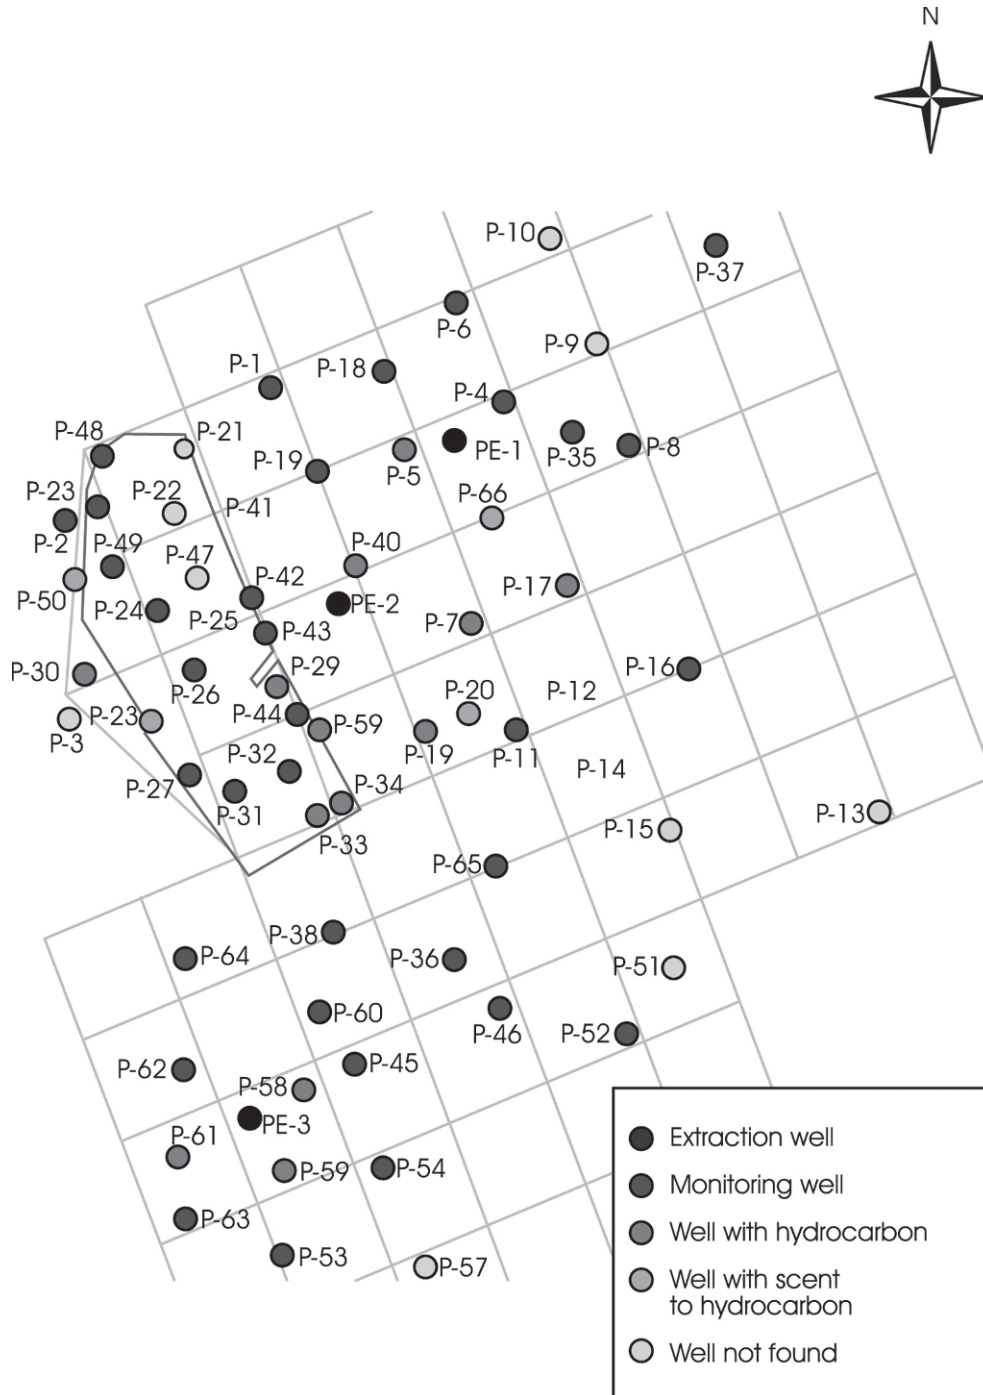 N
P-10
P-37
P-6
P-9
P-1
P-18
P-4
P-48
P-21
P-5
PE-1
P-35
P-8
P-19
P-23
P-22
P-41
P-66
P-2
P-49
P-47
P-40
P-50
P-24
P-25
P-42
PE-2
P-17
P-43
P-7
P-30
P-26
P-29
P-16
P-3
P-23
P-44
P-59
P-20
P-12
P-19
P-11
P-32
P-27
P-31
P-34
P-14
P-33
P-15
P-13
P-65
P-38
P-64
P-36
P-51
P-60
P-46
P-52
P-62
P-45
P-58
PE-3
P-61
P-59
P-54
P-63
P-53
P-57
Extraction well
Monitoring well
Well with hydrocarbon
Well with scent
to hydrocarbon
Well not found